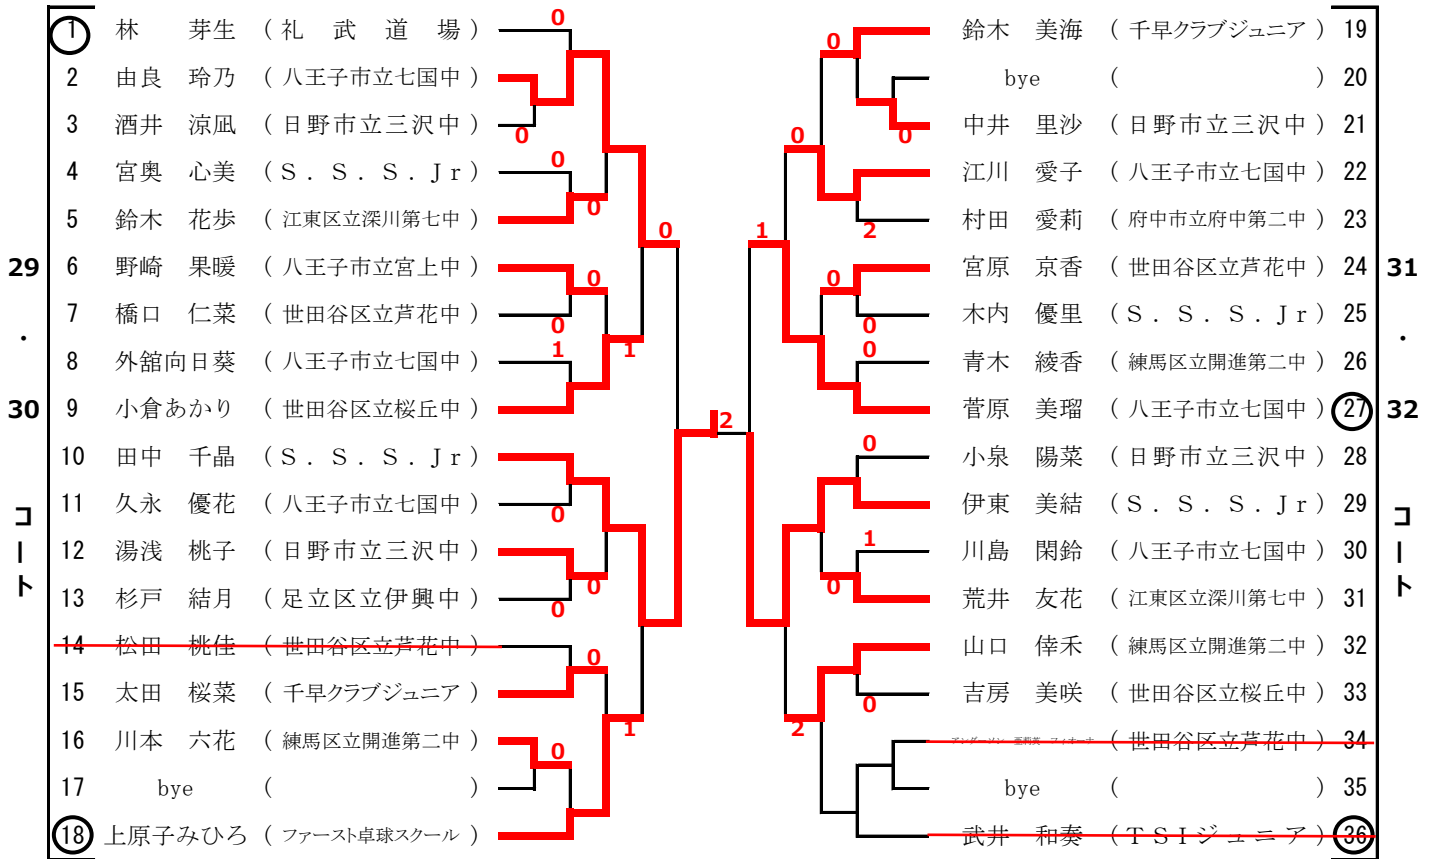 1 林 芽生 (礼武道場) 0
2 由良 玲乃 (八王子市立七国中)
3 酒井 涼凪 (日野市立三沢中) 0
4 宮奥 心美 (S.S.S.Jr) 0
5 鈴木 花歩 (江東区立深川第七中) 0
0
29
6 野崎 果暖 (八王子市立宮上中) 0
7 橋口 仁菜 (世田谷区立芦花中) 0
・
8 外舘向日葵 (八王子市立七国中) 1 1
30
9 小倉あかり (世田谷区立桜丘中)
2
10 田中 千晶 (S.S.S.Jr)
11 久永 優花 (八王子市立七国中) 0
コート
12 湯浅 桃子 (日野市立三沢中) 0
13 杉戸 結月 (足立区立伊興中) 0
14 松田 桃佳 (世田谷区立芦花中) 0
15 太田 桜菜 (千早クラブジュニア)
1
16 川本 六花 (練馬区立開進第二中) 0
17 bye ( )
18 上原子みひろ (ファースト卓球スクール)
0 鈴木 美海 (千早クラブジュニア) 19
bye ( ) 20
0 0 中井 里沙 (日野市立三沢中) 21
江川 愛子 (八王子市立七国中) 22
1 2 村田 愛莉 (府中市立府中第二中) 23
0 宮原 京香 (世田谷区立芦花中) 24
31
0 木内 優里 (S.S.S.Jr) 25
・
0 青木 綾香 (練馬区立開進第二中) 26
0 菅原 美瑠 (八王子市立七国中) 27
32
0 小泉 陽菜 (日野市立三沢中) 28
伊東 美結 (S.S.S.Jr) 29
コート
1 川島 閑鈴 (八王子市立七国中) 30
0 荒井 友花 (江東区立深川第七中) 31
山口 倖禾 (練馬区立開進第二中) 32
0 吉房 美咲 (世田谷区立桜丘中) 33
2
(世田谷区立芦花中) 34
bye ( ) 35
武井 和奏 (TSIジュニア) 36